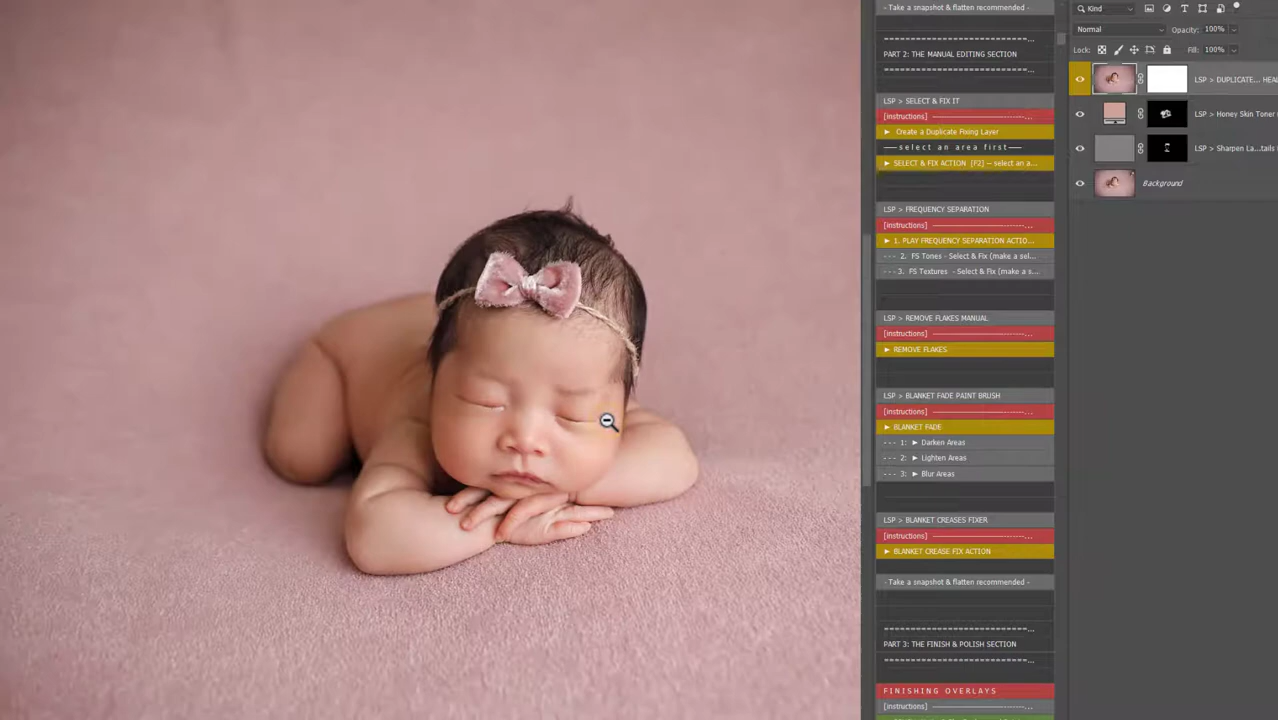 - Take a snapshot & flatten recommended -
==============================...
PART 2: THE MANUAL EDITING SECTION
==============================...
LSP > SELECT & FIX IT
[instructions] ----------------------------...
► Create a Duplicate Fixing Layer
——select an area first——
► SELECT & FIX ACTION [F2] – select an a...
LSP > FREQUENCY SEPARATION
[instructions] ----------------------------...
► 1. PLAY FREQUENCY SEPARATION ACTIO...
--- 2. FS Tones - Select & Fix (make a sel...
--- 3. FS Textures - Select & Fix (make a s...
LSP > REMOVE FLAKES MANUAL
[instructions] ----------------------------...
► REMOVE FLAKES
LSP > BLANKET FADE PAINT BRUSH
[instructions] ----------------------------...
► BLANKET FADE
--- 1: ► Darken Areas
--- 2: ► Lighten Areas
--- 3: ► Blur Areas
LSP > BLANKET CREASES FIXER
[instructions] ----------------------------...
► BLANKET CREASE FIX ACTION
- Take a snapshot & flatten recommended -
==============================...
PART 3: THE FINISH & POLISH SECTION
==============================...
FINISHING OVERLAYS
[instructions] ----------------------------...
Kind
Normal
Opacity: 100%
Lock:
Fill: 100%
LSP > DUPLICATE... HEAL
LSP > Honey Skin Toner
LSP > Sharpen La...tails
Background